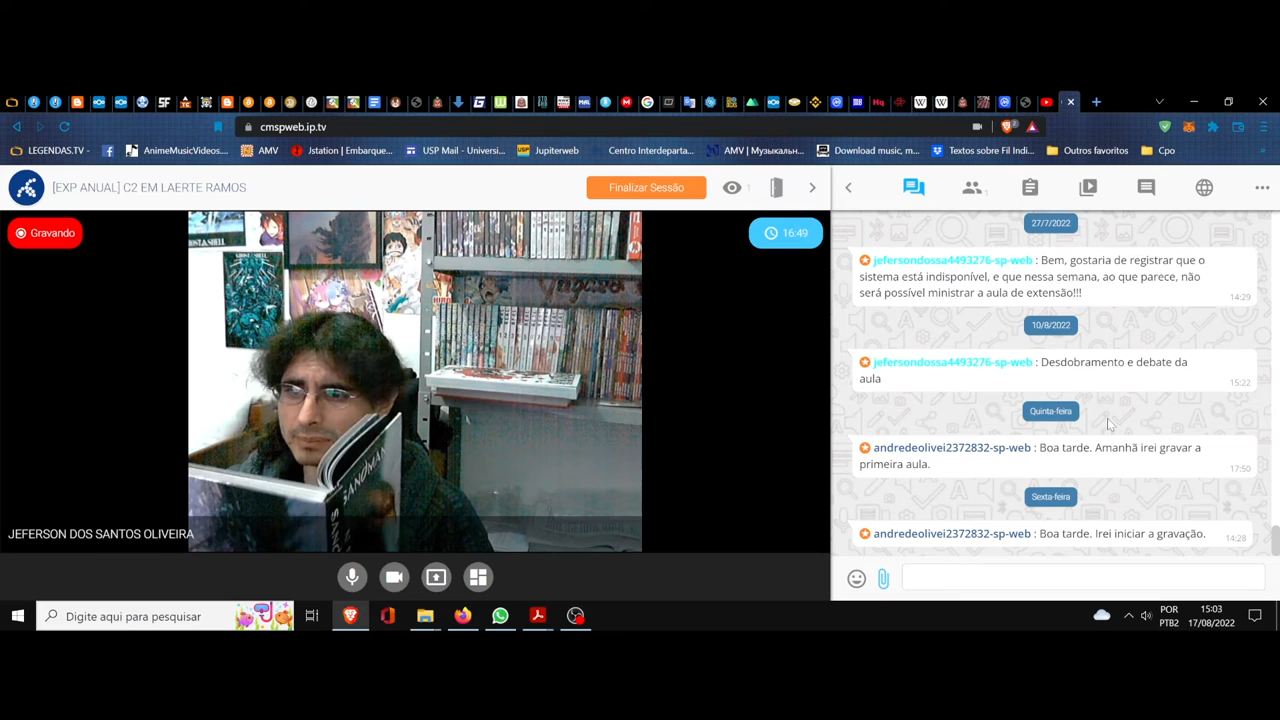 cmspweb.ip.tv
2
LEGENDAS.TV
AnimeMusicVideos...
AMV
Jstation | Embarque...
USP Mail - Universi...
USP
Jupiterweb
Centro Interdeparta...
AMV | Музыкальн...
Download music, m...
Textos sobre Fil Indi...
Outros favoritos
Cpo
[EXP ANUAL] C2 EM LAERTE RAMOS
Finalizar Sessão
1
1
Gravando
16:49
27/7/2022
jefersondossa4493276-sp-web : Bem, gostaria de registrar que o
sistema está indisponível, e que nessa semana, ao que parece, não
será possível ministrar a aula de extensão!!!
14:29
10/8/2022
jefersondossa4493276-sp-web : Desdobramento e debate da
aula
15:22
Quinta-feira
andredeolivei2372832-sp-web : Boa tarde. Amanhã irei gravar a
primeira aula.
17:50
Sexta-feira
andredeolivei2372832-sp-web : Boa tarde. Irei iniciar a gravação.
14:28
SANDMAN
JEFERSON DOS SANTOS OLIVEIRA
Digite aqui para pesquisar
POR
PTB2
15:03
17/08/2022